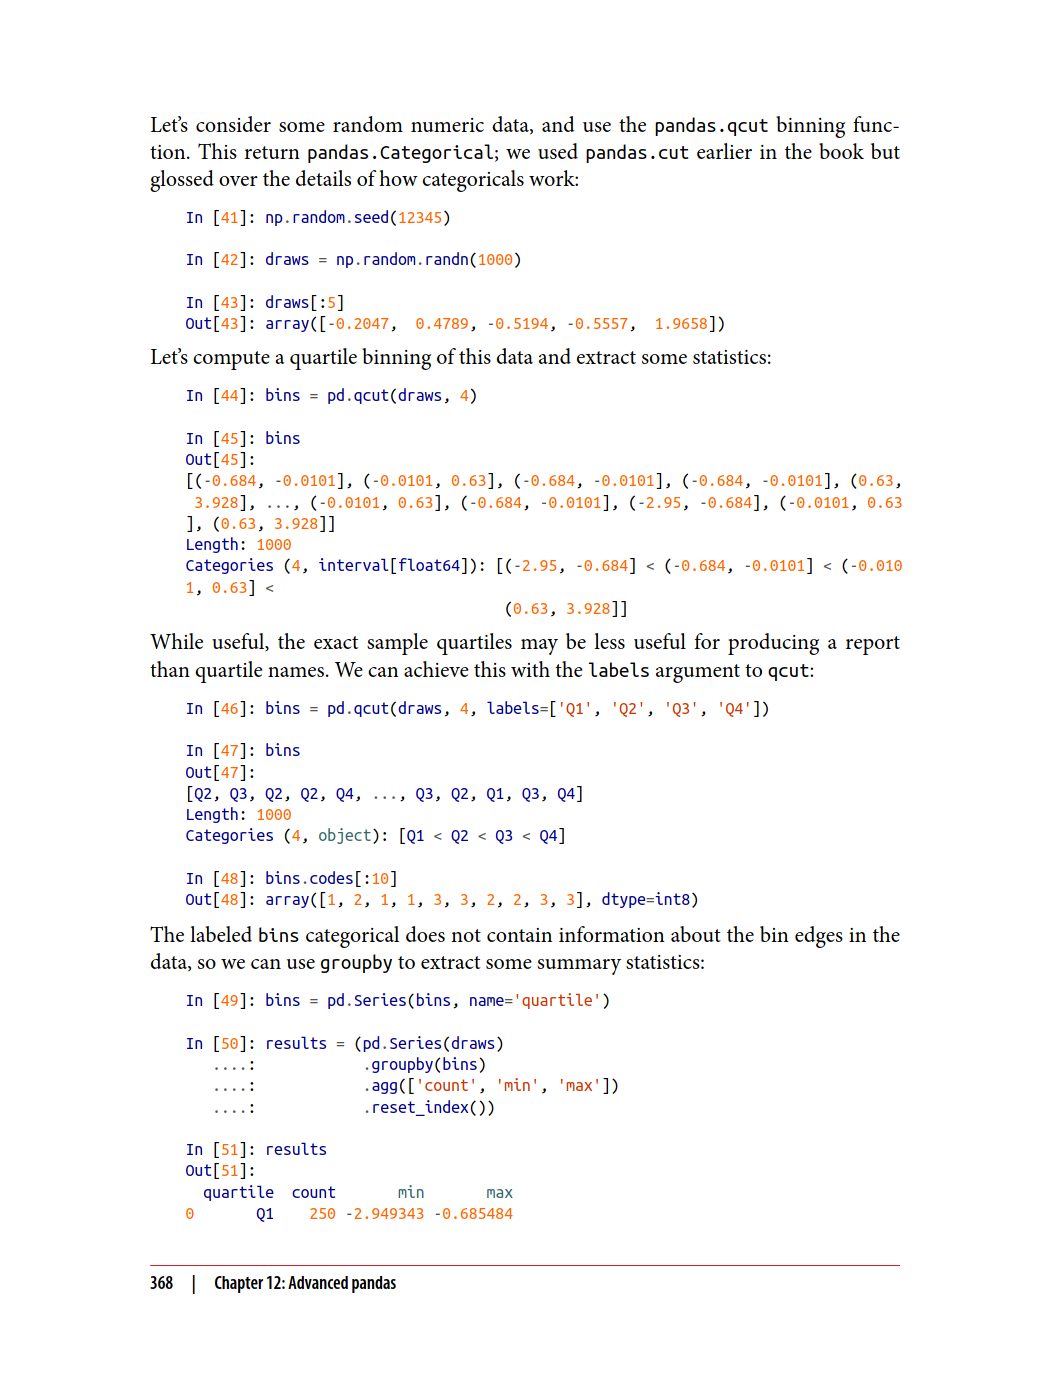 Let's consider some random numeric data, and use the pandas.qcut binning func-
tion. This return pandas.Categorical; we used pandas.cut earlier in the book but
glossed over the details of how categoricals work:
In [41]: np.random.seed(12345)
In [42]: draws = np.random.randn(1000)
In [43]: draws[:5]
Out[43]: array([-0.2047,  0.4789, -0.5194, -0.5557,  1.9658])
Let's compute a quartile binning of this data and extract some statistics:
In [44]: bins = pd.qcut(draws, 4)
In [45]: bins
Out[45]:
[(-0.684, -0.0101], (-0.0101, 0.63], (-0.684, -0.0101], (-0.684, -0.0101], (0.63,
 3.928], ..., (-0.0101, 0.63], (-0.684, -0.0101], (-2.95, -0.684], (-0.0101, 0.63
], (0.63, 3.928]]
Length: 1000
Categories (4, interval[float64]): [(-2.95, -0.684] < (-0.684, -0.0101] < (-0.010
1, 0.63] <
                                    (0.63, 3.928]]
While useful, the exact sample quartiles may be less useful for producing a report
than quartile names. We can achieve this with the labels argument to qcut:
In [46]: bins = pd.qcut(draws, 4, labels=['Q1', 'Q2', 'Q3', 'Q4'])
In [47]: bins
Out[47]:
[Q2, Q3, Q2, Q2, Q4, ..., Q3, Q2, Q1, Q3, Q4]
Length: 1000
Categories (4, object): [Q1 < Q2 < Q3 < Q4]
In [48]: bins.codes[:10]
Out[48]: array([1, 2, 1, 1, 3, 3, 2, 2, 3, 3], dtype=int8)
The labeled bins categorical does not contain information about the bin edges in the
data, so we can use groupby to extract some summary statistics:
In [49]: bins = pd.Series(bins, name='quartile')
In [50]: results = (pd.Series(draws)
   ....:            .groupby(bins)
   ....:            .agg(['count', 'min', 'max'])
   ....:            .reset_index())
In [51]: results
Out[51]:
  quartile  count       min       max
0       Q1    250 -2.949343 -0.685484
368 | Chapter 12: Advanced pandas